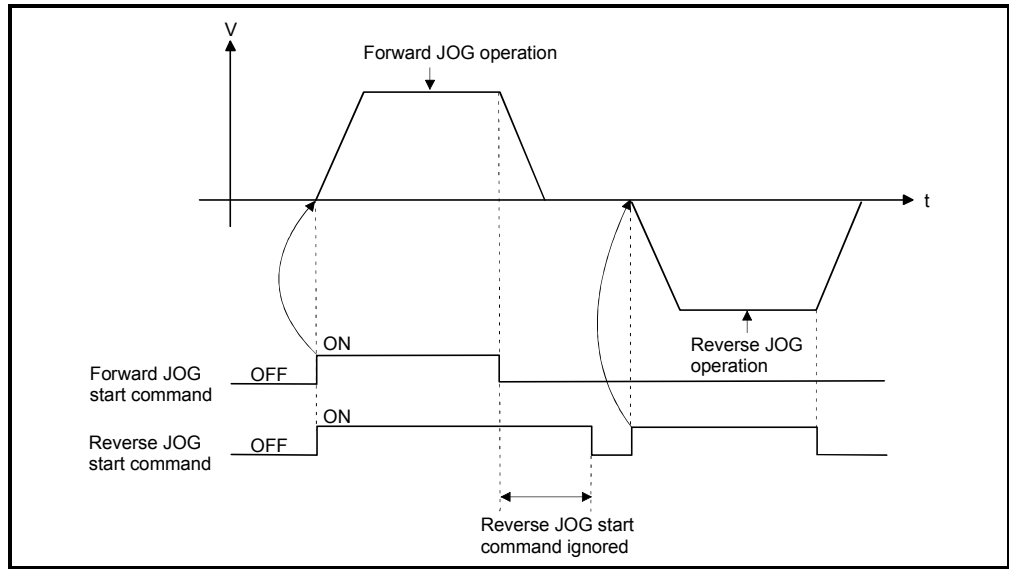 V
Forward JOG operation
t
Reverse JOG
operation
ON
Forward JOG
start command
OFF
ON
Reverse JOG
start command
OFF
Reverse JOG start
command ignored